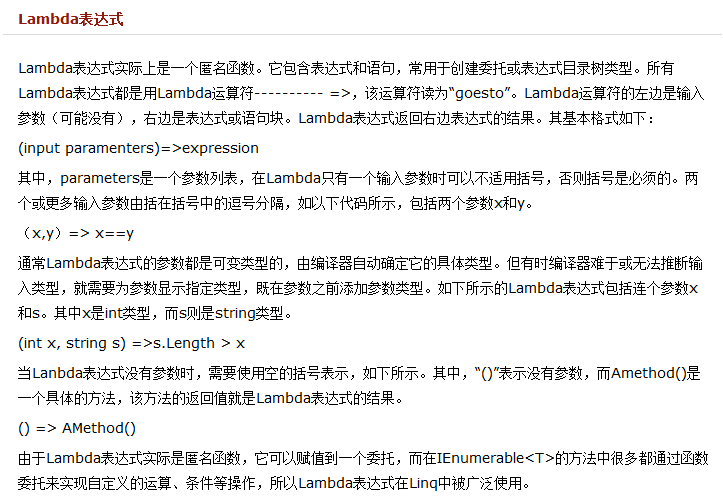 Lambda表达式
Lambda表达式实际上是一个匿名函数。它包含表达式和语句，常用于创建委托或表达式目录树类型。所有
Lambda表达式都是用Lambda运算符---------- =>，该运算符读为“goesto”。Lambda运算符的左边是输入
参数（可能没有），右边是表达式或语句块。Lambda表达式返回右边表达式的结果。其基本格式如下：
(input paramenters)=>expression
其中，parameters是一个参数列表，在Lambda只有一个输入参数时可以不适用括号，否则括号是必须的。两
个或更多输入参数由括在括号中的逗号分隔，如以下代码所示，包括两个参数x和y。
（x,y）=> x==y
通常Lambda表达式的参数都是可变类型的，由编译器自动确定它的具体类型。但有时编译器难于或无法推断输
入类型，就需要为参数显示指定类型，既在参数之前添加参数类型。如下所示的Lambda表达式包括连个参数x
和s。其中x是int类型，而s则是string类型。
(int x, string s) =>s.Length > x
当Lanbda表达式没有参数时，需要使用空的括号表示，如下所示。其中，“()”表示没有参数，而Amethod()是
一个具体的方法，该方法的返回值就是Lambda表达式的结果。
() => AMethod()
由于Lambda表达式实际是匿名函数，它可以赋值到一个委托，而在IEnumerable<T>的方法中很多都通过函数
委托来实现自定义的运算、条件等操作，所以Lambda表达式在Linq中被广泛使用。